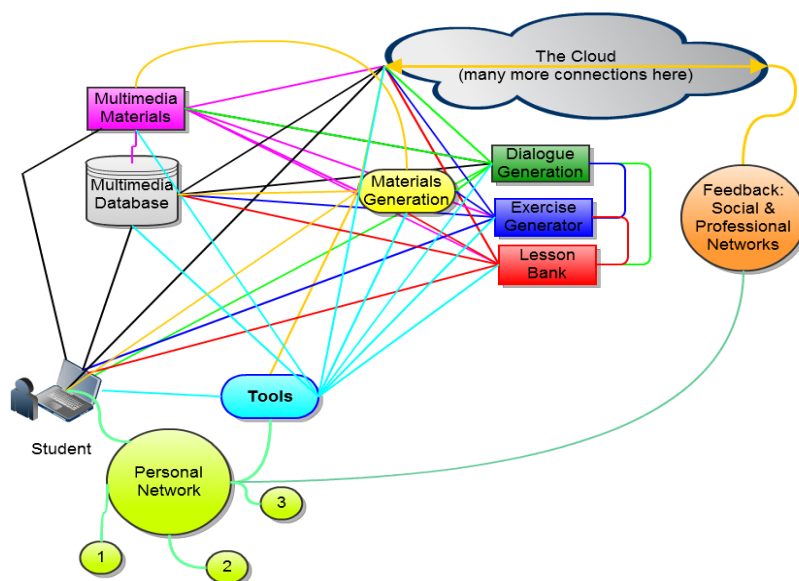 The Cloud
(many more connections here)
Multimedia
Materials
Multimedia
Database
Materials
Generation
Dialogue
Generation
Exercise
Generator
Lesson
Bank
Feedback:
Social &
Professional
Networks
Tools
Student
Personal
Network
1
2
3